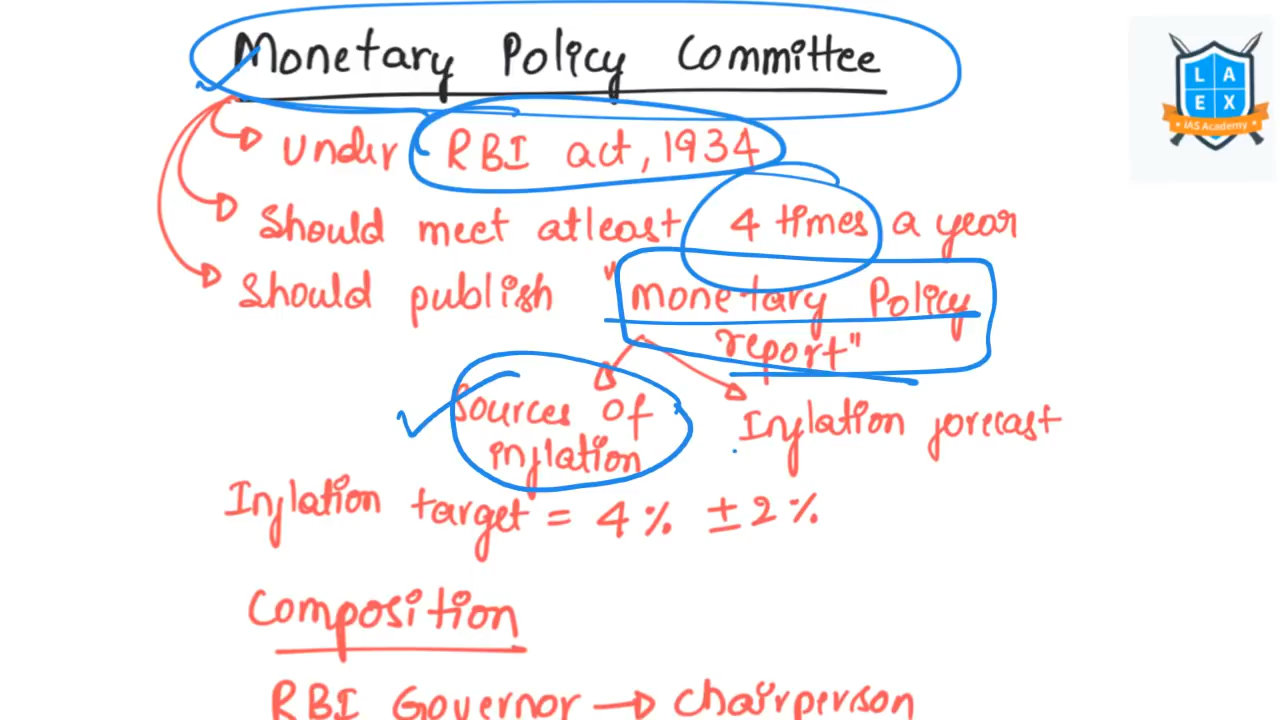 Monetary Policy Committee
under RBI act, 1934
Should meet atleast 4 times a year
Should publish "Monetary Policy
report"
Sources of
inflation
Inflation forecast
Inflation target = 4% ±2%
Composition
RBI Governor → Chairperson
L A
E X
IAS Academy